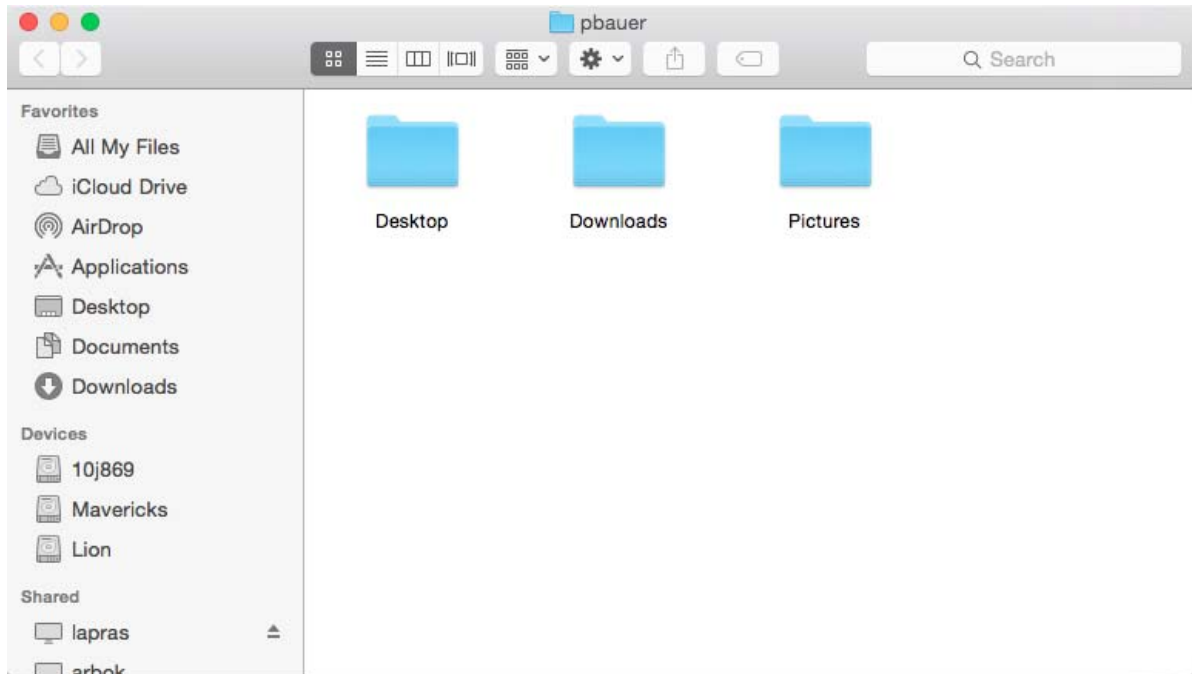 pbauer
Search
Favorites
All My Files
iCloud Drive
AirDrop
Applications
Desktop
Documents
Downloads
Devices
10j869
Mavericks
Lion
Shared
lapras
arbok
Desktop
Downloads
Pictures